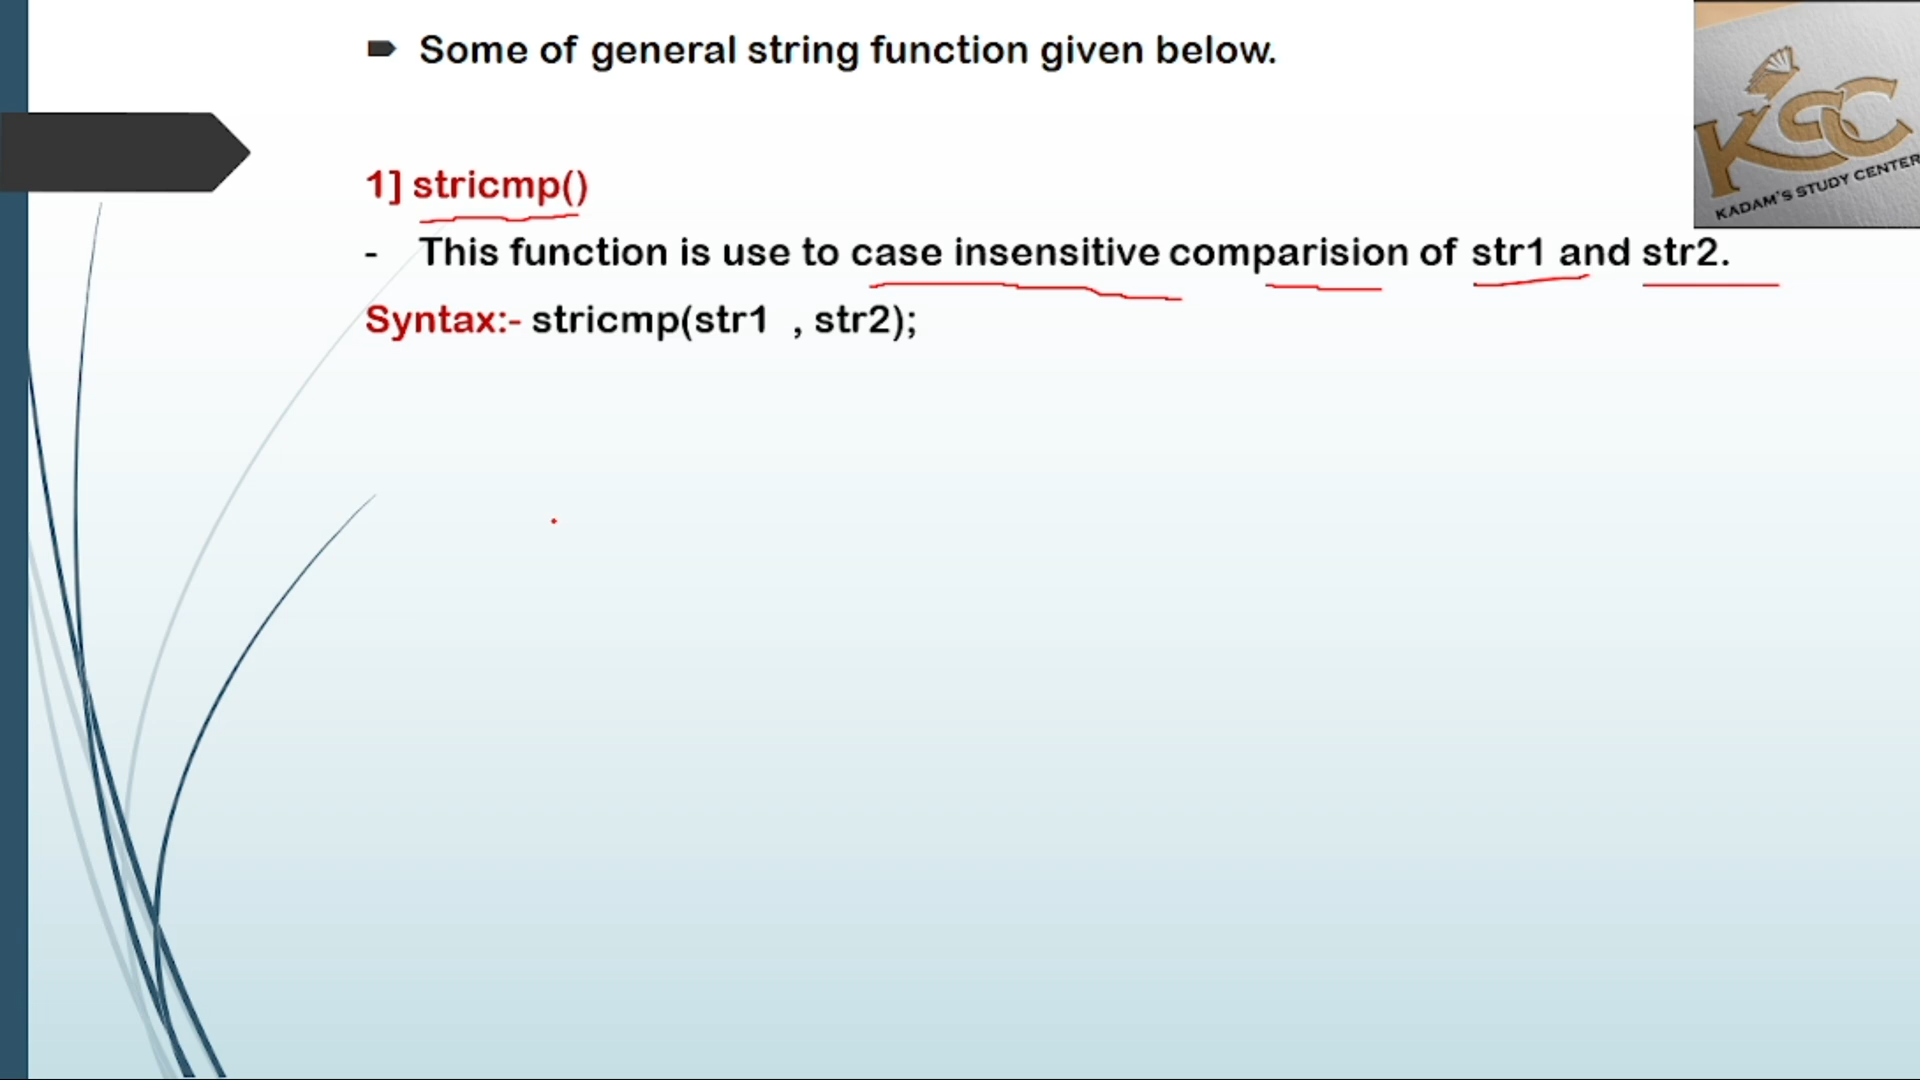 Some of general string function given below.
KSC
KADAM'S STUDY CENTER
1] stricmp()
- This function is use to case insensitive comparision of str1 and str2.
Syntax:- stricmp(str1 , str2);